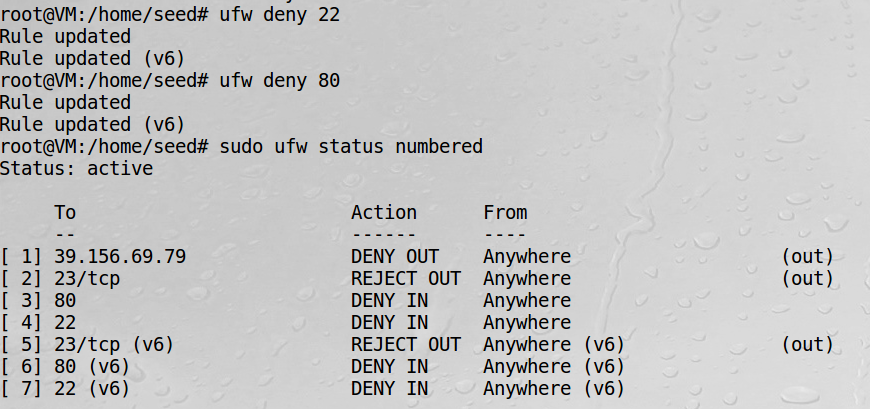 root@VM:/home/seed# ufw deny 22
Rule updated
Rule updated (v6)
root@VM:/home/seed# ufw deny 80
Rule updated
Rule updated (v6)
root@VM:/home/seed# sudo ufw status numbered
Status: active
     To                         Action      From
     --                         ------      ----
[ 1] 39.156.69.79               DENY OUT    Anywhere                   (out)
[ 2] 23/tcp                     REJECT OUT  Anywhere                   (out)
[ 3] 80                         DENY IN     Anywhere
[ 4] 22                         DENY IN     Anywhere
[ 5] 23/tcp (v6)                REJECT OUT  Anywhere (v6)              (out)
[ 6] 80 (v6)                    DENY IN     Anywhere (v6)
[ 7] 22 (v6)                    DENY IN     Anywhere (v6)